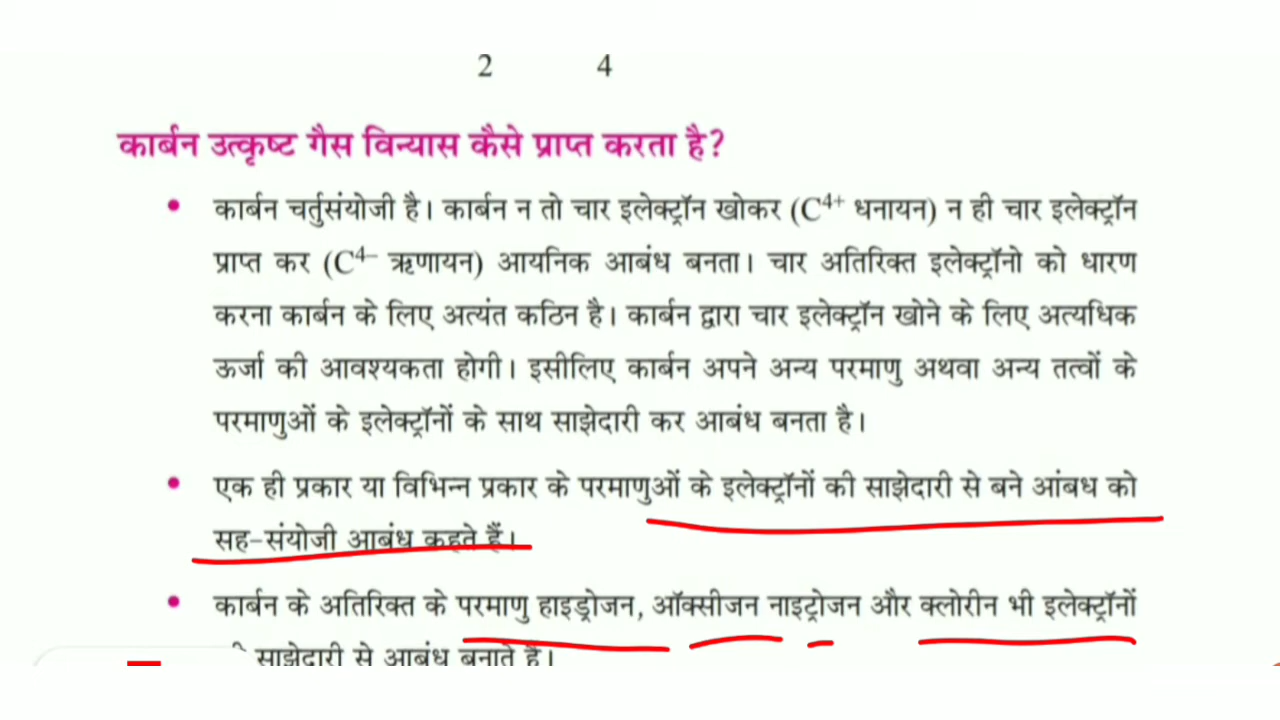 2 4
कार्बन उत्कृष्ट गैस विन्यास कैसे प्राप्त करता है?
• कार्बन चर्तुसंयोजी है। कार्बन न तो चार इलेक्ट्रॉन खोकर (C⁴⁺ धनायन) न ही चार इलेक्ट्रॉन
प्राप्त कर (C⁴⁻ ऋणायन) आयनिक आबंध बनता। चार अतिरिक्त इलेक्ट्रॉनो को धारण
करना कार्बन के लिए अत्यंत कठिन है। कार्बन द्वारा चार इलेक्ट्रॉन खोने के लिए अत्यधिक
ऊर्जा की आवश्यकता होगी। इसीलिए कार्बन अपने अन्य परमाणु अथवा अन्य तत्वों के
परमाणुओं के इलेक्ट्रॉनों के साथ साझेदारी कर आबंध बनता है।
• एक ही प्रकार या विभिन्न प्रकार के परमाणुओं के इलेक्ट्रॉनों की साझेदारी से बने आंबध को
सह-संयोजी आबंध कहते हैं।
• कार्बन के अतिरिक्त के परमाणु हाइड्रोजन, ऑक्सीजन नाइट्रोजन और क्लोरीन भी इलेक्ट्रॉनों
साझेदारी से आबंध बनाते हैं।